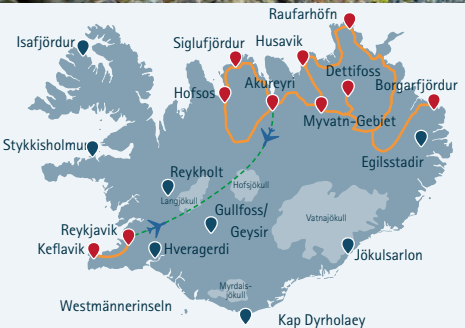 Raufarhöfn
Isafjördur
Siglufjördur
Husavik
Dettifoss
Akureyri
Borgarfjördur
Hofsos
Myvatn-Gebiet
Stykkisholmur
Egilsstadir
Reykholt
Hofsjökull
Langjökull
Gullfoss/
Geysir
Vatnajökull
Reykjavik
Keflavik
Hveragerdi
Jökulsarlon
Myrdals-
jökull
Westmännerinseln
Kap Dyrholaey